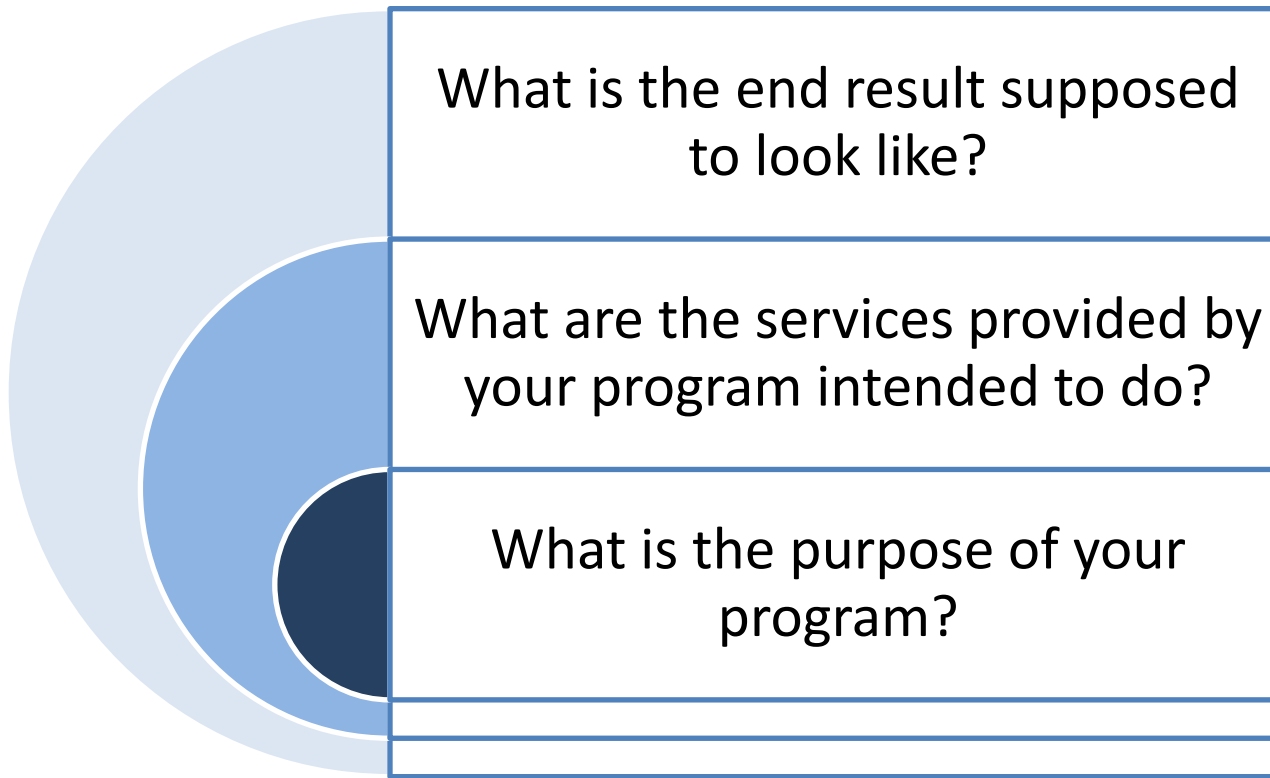 What is the end result supposed
to look like?
What are the services provided by
your program intended to do?
What is the purpose of your
program?